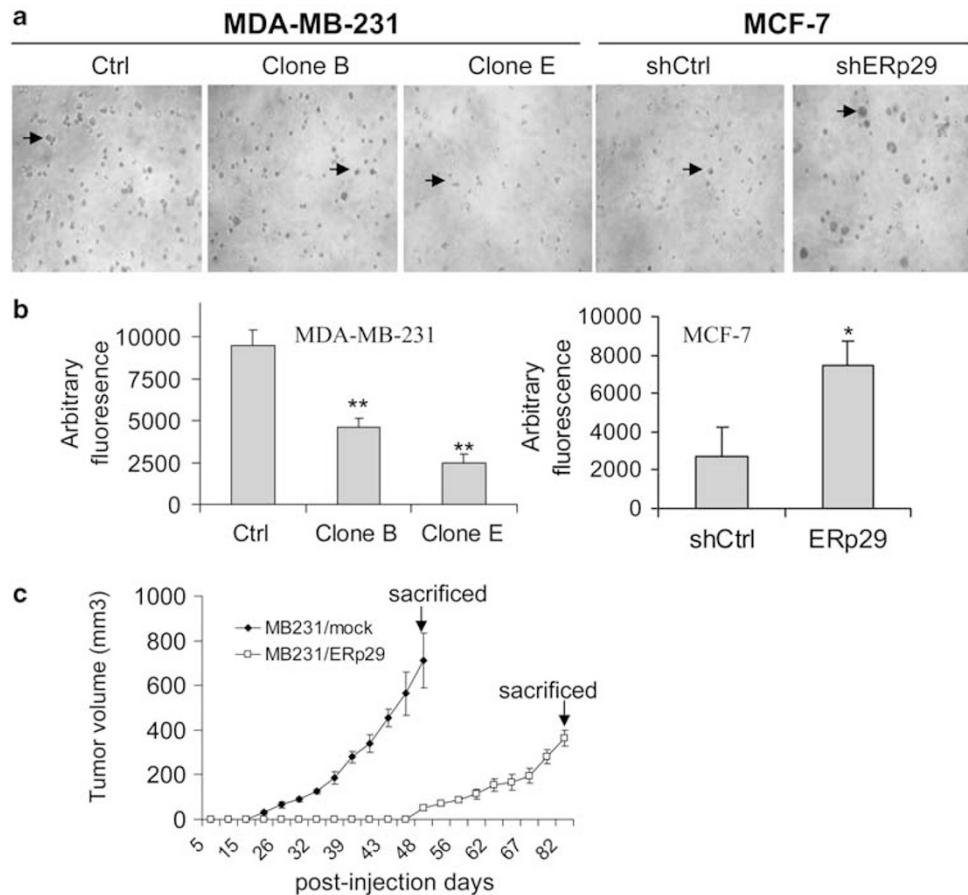 a
MDA-MB-231 MCF-7
Ctrl Clone B Clone E shCtrl shERp29
b
Arbitrary
fluoresence
10000
7500
5000
2500
0
MDA-MB-231
**
**
Ctrl Clone B Clone E
Arbitrary
fluorescence
10000
8000
6000
4000
2000
0
MCF-7
*
shCtrl ERp29
c
Tumor volume (mm3)
1000
800
600
400
200
0
MB231/mock
MB231/ERp29
sacrificed
sacrificed
5 15 26 32 39 43 48 56 67 82
post-injection days